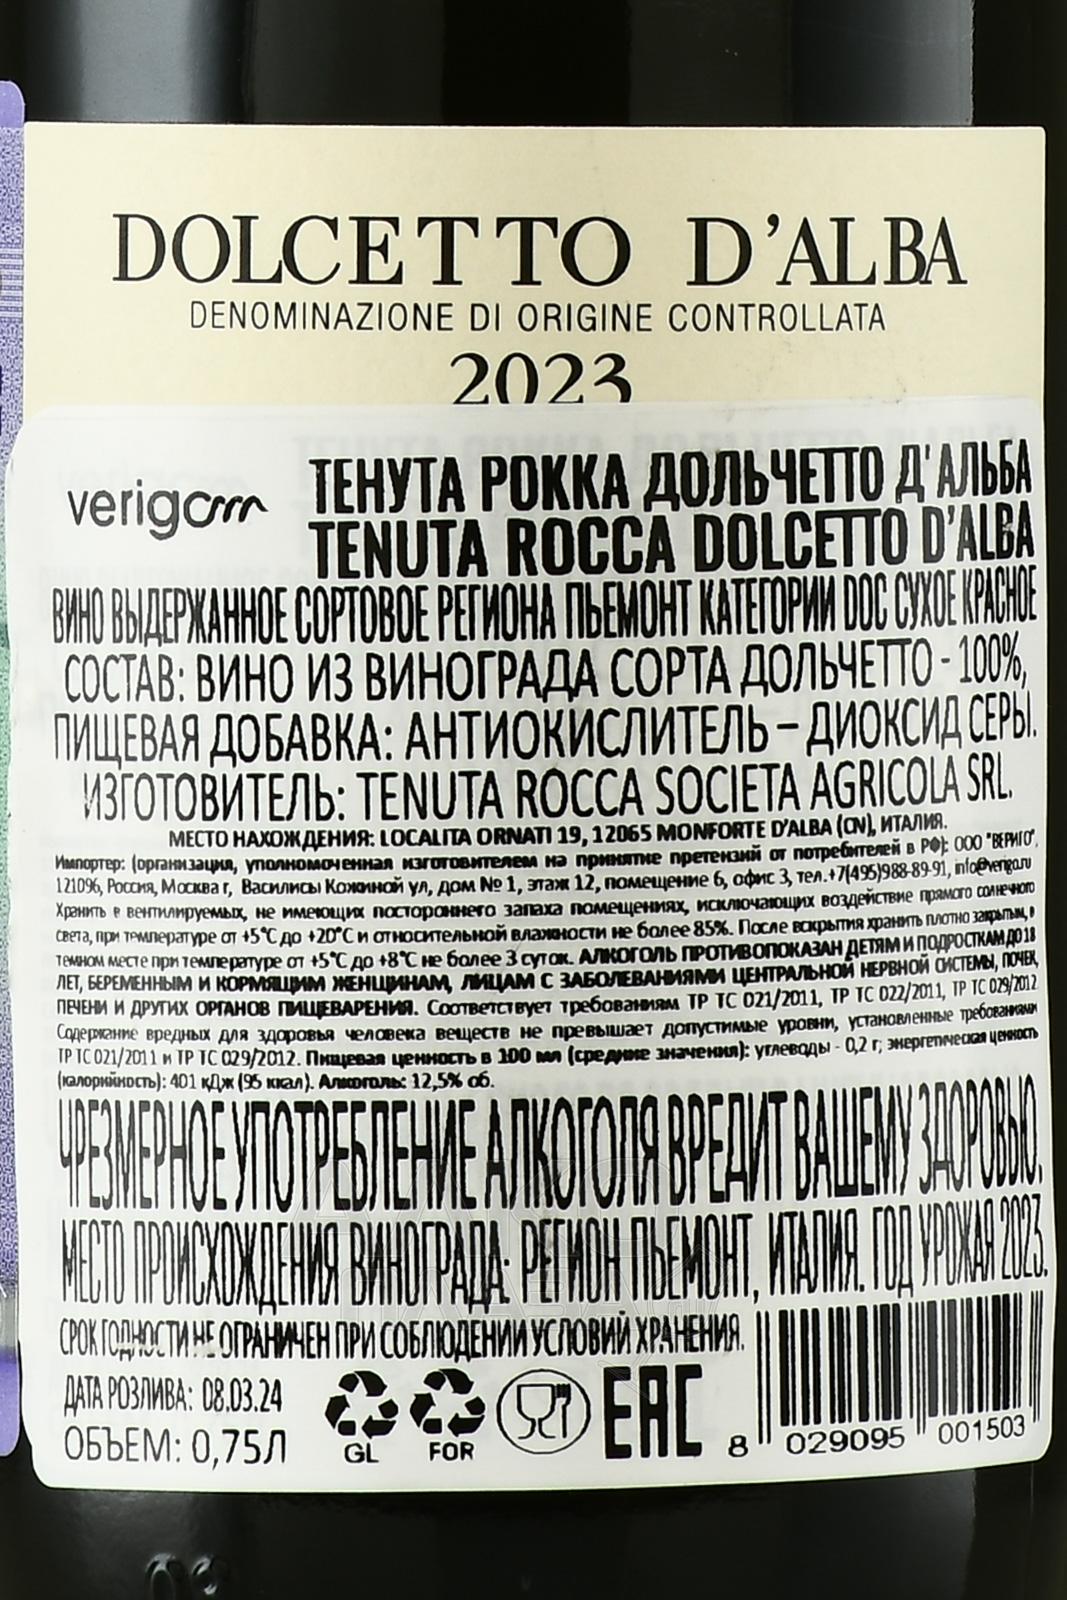 DOLCETTO D'ALBA
DENOMINAZIONE DI ORIGINE CONTROLLATA
2023
verigo
ТЕНУТА РОККА ДОЛЬЧЕТТО Д'АЛЬБА
TENUTA ROCCA DOLCETTO D'ALBA
ВИНО ВЫДЕРЖАННОЕ СОРТОВОЕ РЕГИОНА ПЬЕМОНТ КАТЕГОРИИ DOC СУХОЕ КРАСНОЕ
СОСТАВ: ВИНО ИЗ ВИНОГРАДА СОРТА ДОЛЬЧЕТТО - 100%,
ПИЩЕВАЯ ДОБАВКА: АНТИОКИСЛИТЕЛЬ – ДИОКСИД СЕРЫ.
ИЗГОТОВИТЕЛЬ: TENUTA ROCCA SOCIETA AGRICOLA SRL.
МЕСТО НАХОЖДЕНИЯ: LOCALITA ORNATI 19, 12065 MONFORTE D'ALBA (CN), ИТАЛИЯ.
Импортер: (организация, уполномоченная изготовителем на принятие претензий от потребителей в РФ): ООО "ВЕРИГО",
121096, Россия, Москва г, Василисы Кожиной ул, дом № 1, этаж 12, помещение 6, офис 3, тел.+7(495)988-89-91, info@verigo.ru
Хранить в вентилируемых, не имеющих постороннего запаха помещениях, исключающих воздействие прямого солнечного
света, при температуре от +5°C до +20°C и относительной влажности не более 85%. После вскрытия хранить плотно закрытым, в
темном месте при температуре от +5°C до +8°C не более 3 суток. АЛКОГОЛЬ ПРОТИВОПОКАЗАН ДЕТЯМ И ПОДРОСТКАМ ДО 18
ЛЕТ, БЕРЕМЕННЫМ И КОРМЯЩИМ ЖЕНЩИНАМ, ЛИЦАМ С ЗАБОЛЕВАНИЯМИ ЦЕНТРАЛЬНОЙ НЕРВНОЙ СИСТЕМЫ, ПОЧЕК,
ПЕЧЕНИ И ДРУГИХ ОРГАНОВ ПИЩЕВАРЕНИЯ. Соответствует требованиям ТР ТС 021/2011, ТР ТС 022/2011, ТР ТС 029/2012
Содержание вредных для здоровья человека веществ не превышает допустимые уровни, установленные требованиями
ТР ТС 021/2011 и ТР ТС 029/2012. Пищевая ценность в 100 мл (средние значения): углеводы - 0,2 г; энергетическая ценность
(калорийность): 401 кДж (95 ккал). Алкоголь: 12,5% об.
ЧРЕЗМЕРНОЕ УПОТРЕБЛЕНИЕ АЛКОГОЛЯ ВРЕДИТ ВАШЕМУ ЗДОРОВЬЮ.
МЕСТО ПРОИСХОЖДЕНИЯ ВИНОГРАДА: РЕГИОН ПЬЕМОНТ, ИТАЛИЯ. ГОД УРОЖАЯ 2023.
СРОК ГОДНОСТИ НЕ ОГРАНИЧЕН ПРИ СОБЛЮДЕНИИ УСЛОВИЙ ХРАНЕНИЯ.
ДАТА РОЗЛИВА: 08.03.24
ОБЪЕМ: 0,75Л
GL FOR EAC
8 029095 001503